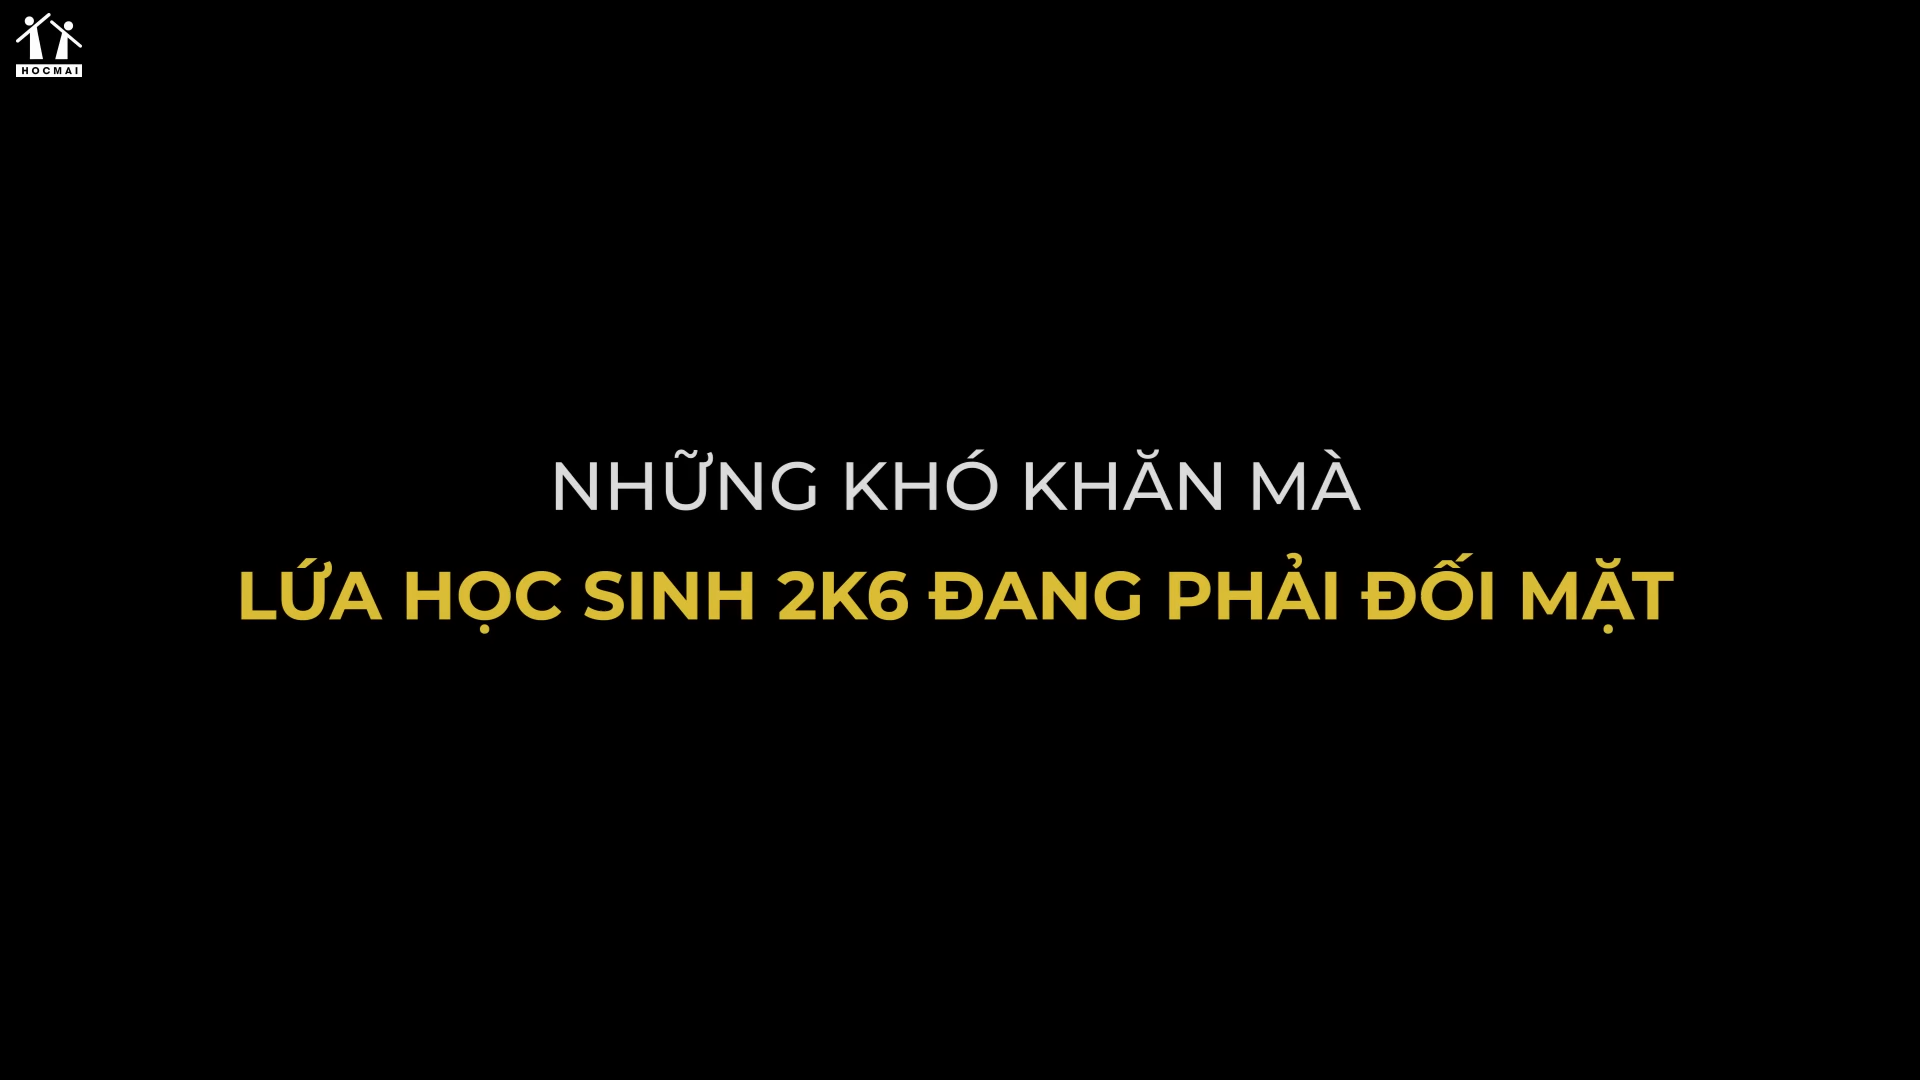 HOCMAI
NHỮNG KHÓ KHĂN MÀ
LỨA HỌC SINH 2K6 ĐANG PHẢI ĐỐI MẶT